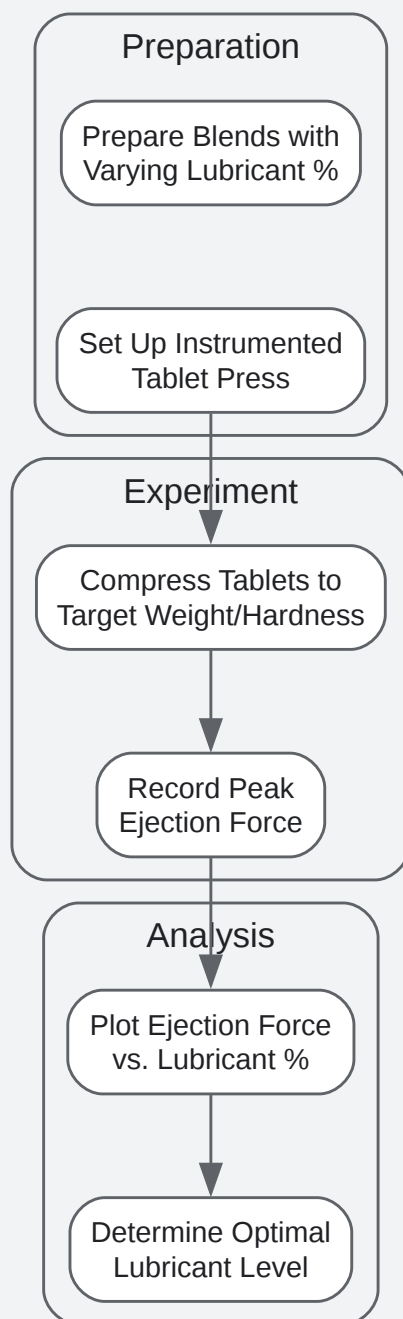 Preparation
Prepare Blends with
Varying Lubricant %
Set Up Instrumented
Tablet Press
Experiment
Compress Tablets to
Target Weight/Hardness
Record Peak
Ejection Force
Analysis
Plot Ejection Force
vs. Lubricant %
Determine Optimal
Lubricant Level